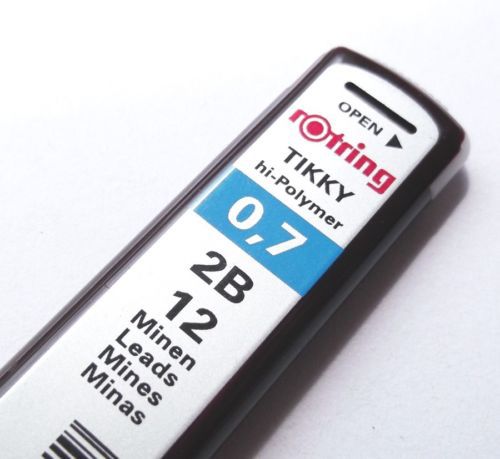 OPEN
rotring
TIKKY
hi-Polymer
0,7
2B
12
Minen
Leads
Mines
Minas